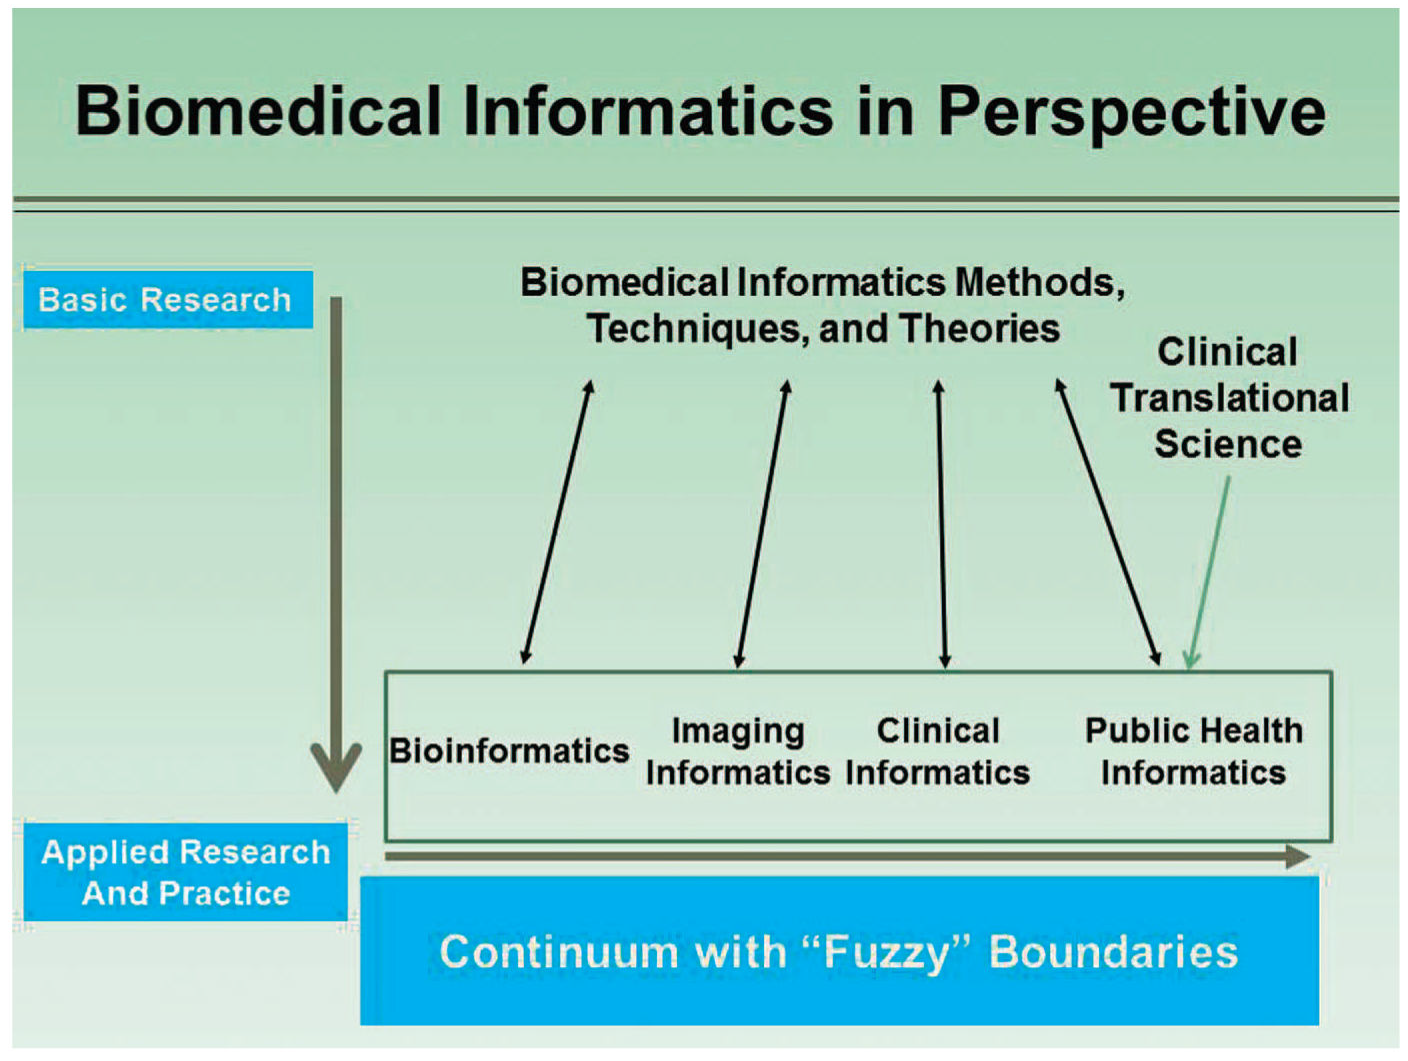 Biomedical Informatics in Perspective
Basic Research
Biomedical Informatics Methods,
Techniques, and Theories
Clinical
Translational
Science
Bioinformatics
Imaging
Informatics
Clinical
Informatics
Public Health
Informatics
Applied Research
And Practice
Continuum with “Fuzzy” Boundaries